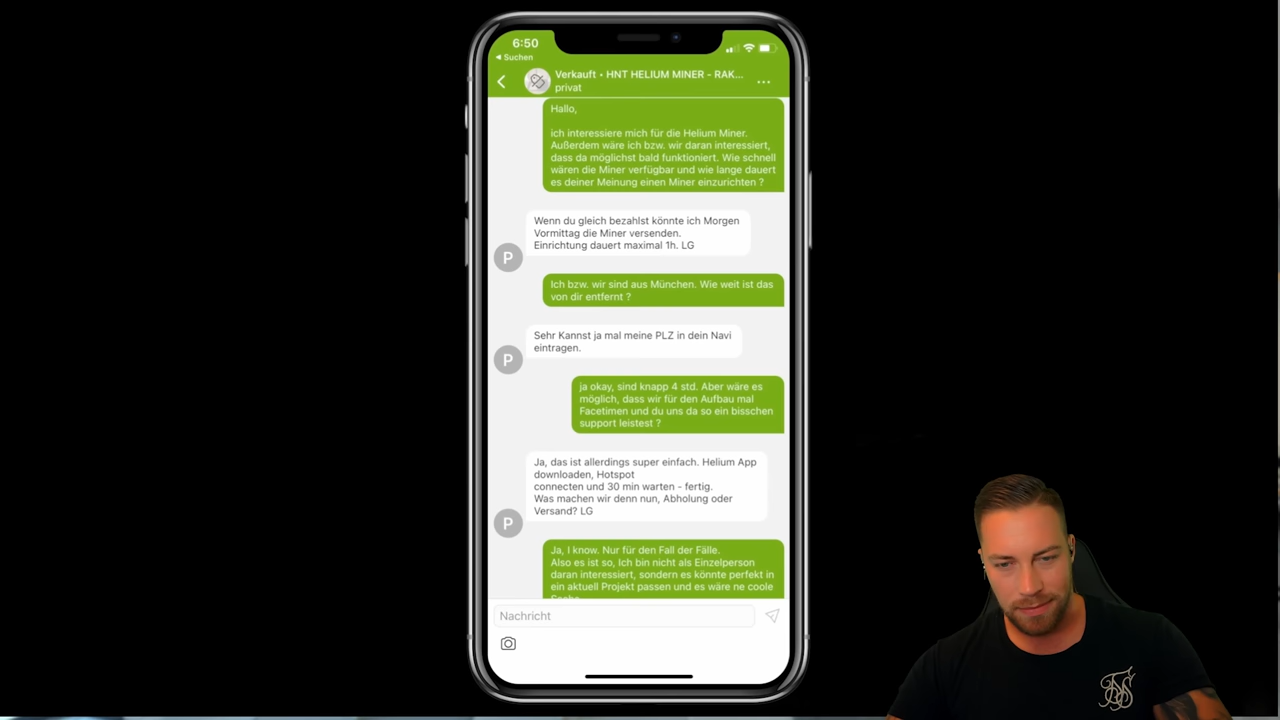 6:50
Suchen
Verkauft • HNT HELIUM MINER - RAK...
privat
Hallo,
ich interessiere mich für die Helium Miner.
Außerdem wäre ich bzw. wir daran interessiert,
dass da möglichst bald funktioniert. Wie schnell
wären die Miner verfügbar und wie lange dauert
es deiner Meinung einen Miner einzurichten ?
Wenn du gleich bezahlst könnte ich Morgen
Vormittag die Miner versenden.
Einrichtung dauert maximal 1h. LG
P
Ich bzw. wir sind aus München. Wie weit ist das
von dir entfernt ?
Sehr Kannst ja mal meine PLZ in dein Navi
eintragen.
P
ja okay, sind knapp 4 std. Aber wäre es
möglich, dass wir für den Aufbau mal
Facetimen und du uns da so ein bisschen
support leistest ?
Ja, das ist allerdings super einfach. Helium App
downloaden, Hotspot
connecten und 30 min warten - fertig.
Was machen wir denn nun, Abholung oder
Versand? LG
P
Ja, I know. Nur für den Fall der Fälle.
Also es ist so, Ich bin nicht als Einzelperson
daran interessiert, sondern es könnte perfekt in
ein aktuell Projekt passen und es wäre ne coole
Nachricht